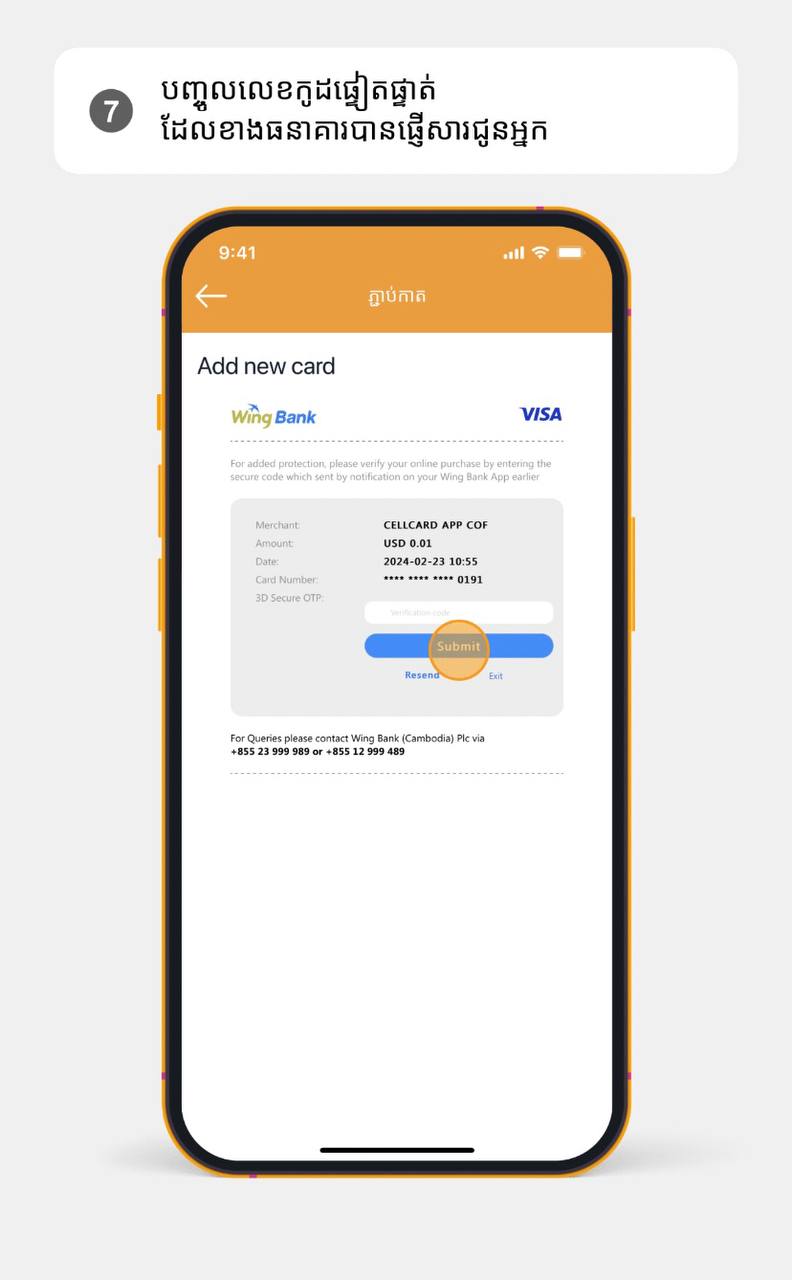 7
បញ្ចូលលេខកូដផ្ទៀតផ្ទាត់
ដែលខាងធនាគារបានផ្ញើសារជូនអ្នក
9:41
ភ្ជាប់កាត
Add new card
Wing Bank
VISA
For added protection, please verify your online purchase by entering the
secure code which sent by notification on your Wing Bank App earlier
Merchant: CELLCARD APP COF
Amount: USD 0.01
Date: 2024-02-23 10:55
Card Number: **** **** **** 0191
3D Secure OTP:
Verification code
Submit
Resend Exit
For Queries please contact Wing Bank (Cambodia) Plc via
+855 23 999 989 or +855 12 999 489